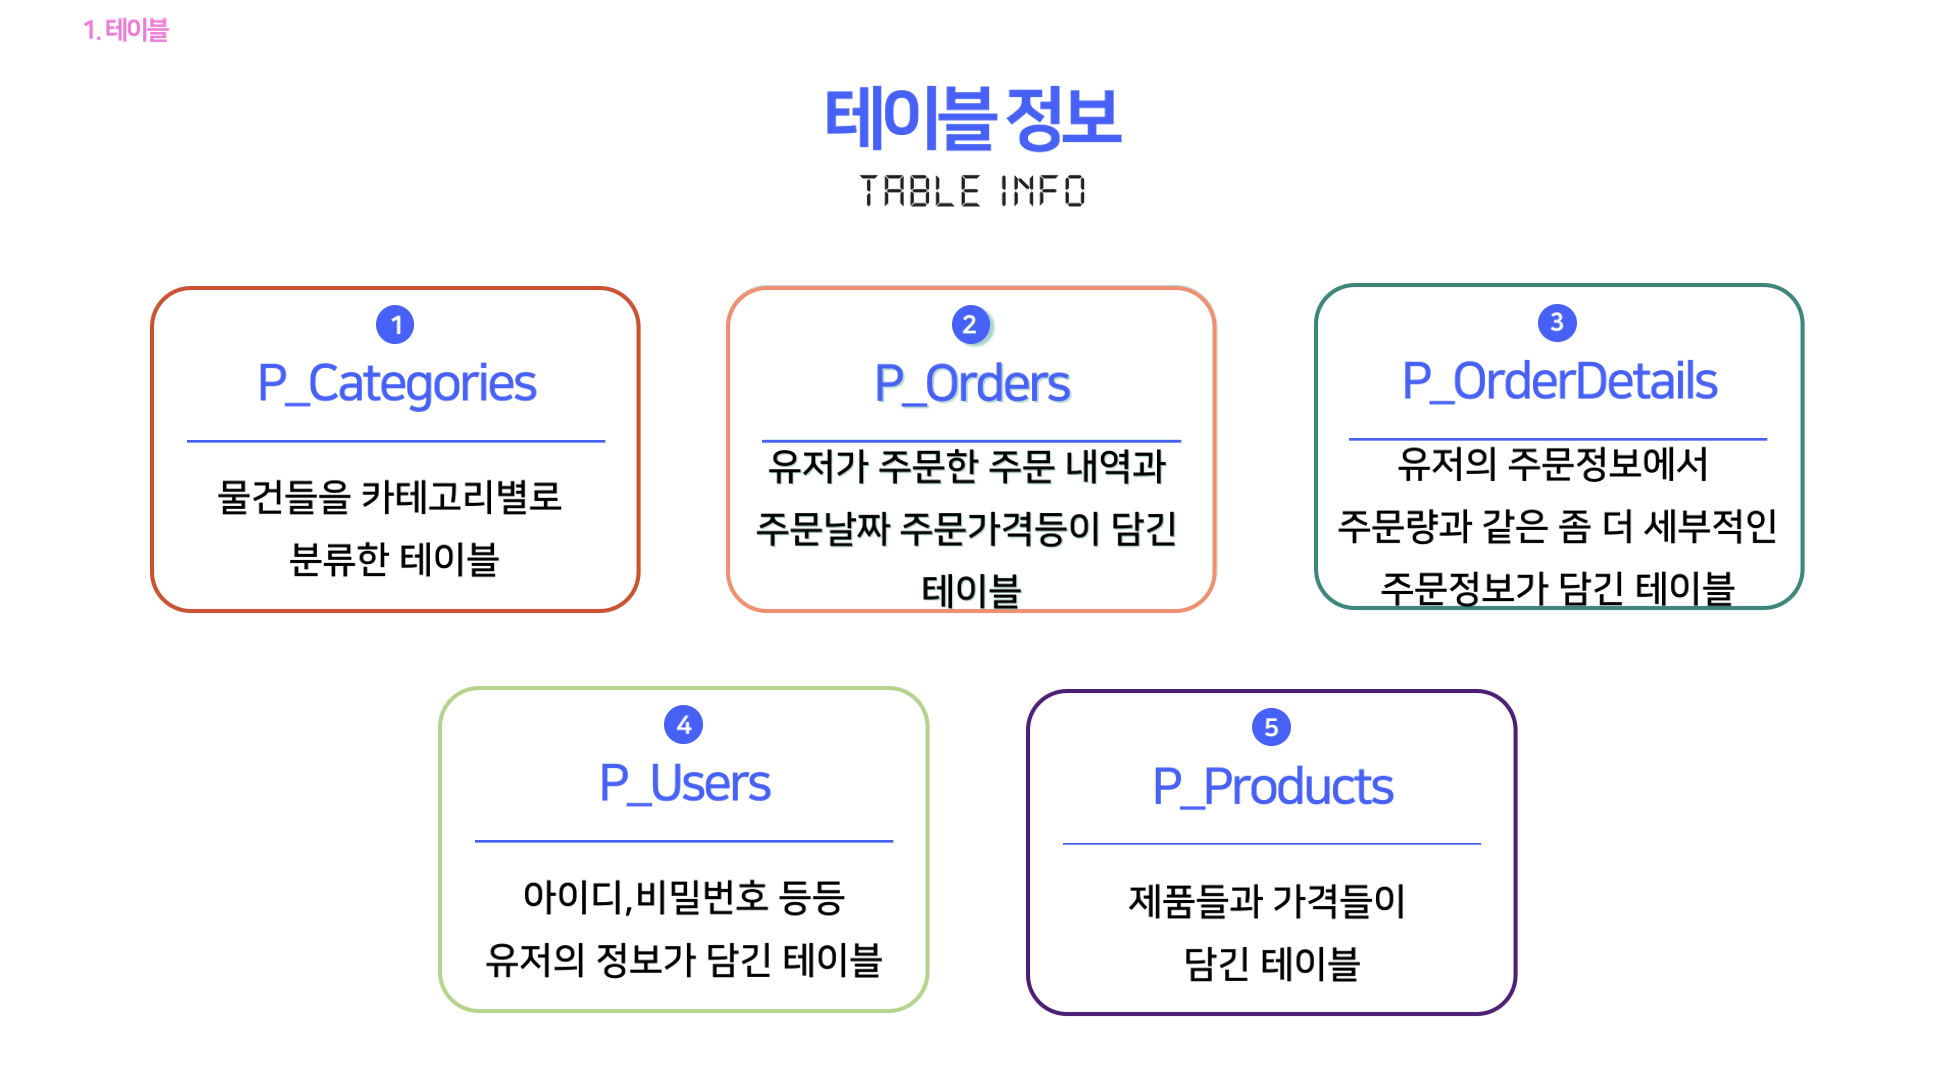 1. 테이블
테이블 정보
TABLE INFO
1
P_Categories
물건들을 카테고리별로
분류한 테이블
2
P_Orders
유저가 주문한 주문 내역과
주문날짜 주문가격등이 담긴
테이블
3
P_OrderDetails
유저의 주문정보에서
주문량과 같은 좀 더 세부적인
주문정보가 담긴 테이블
4
P_Users
아이디,비밀번호 등등
유저의 정보가 담긴 테이블
5
P_Products
제품들과 가격들이
담긴 테이블